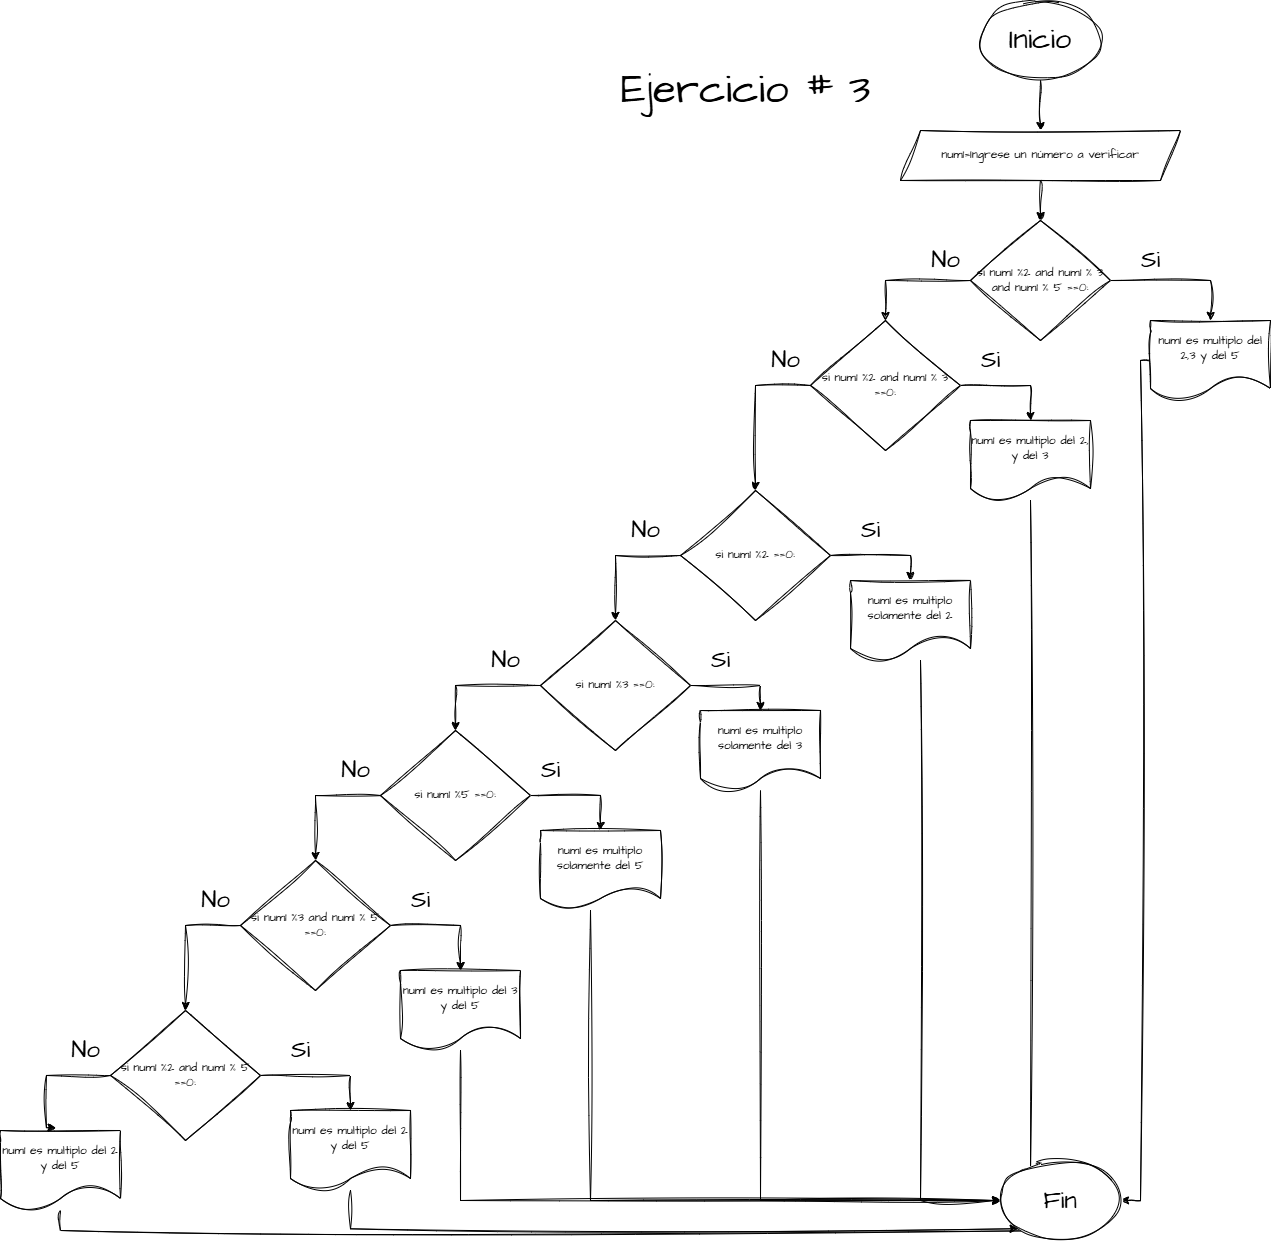 Inicio
Ejercicio # 3
num1=Ingrese un número a verificar
No
Si
si num1 %2 and num1 % 3
and num1 % 5 ==0:
num1 es multiplo del
2,3 y del 5
No
Si
si num1 %2 and num1 % 3
==0:
num1 es multiplo del 2,
y del 3
No
Si
si num1 %2 ==0:
num1 es multiplo
solamente del 2
No
Si
si num1 %3 ==0:
num1 es multiplo
solamente del 3
No
Si
si num1 %5 ==0:
num1 es multiplo
solamente del 5
No
Si
si num1 %3 and num1 % 5
==0:
num1 es multiplo del 3
y del 5
No
Si
si num1 %2 and num1 % 5
==0:
num1 es multiplo del 2
y del 5
num1 es multiplo del 2
y del 5
Fin